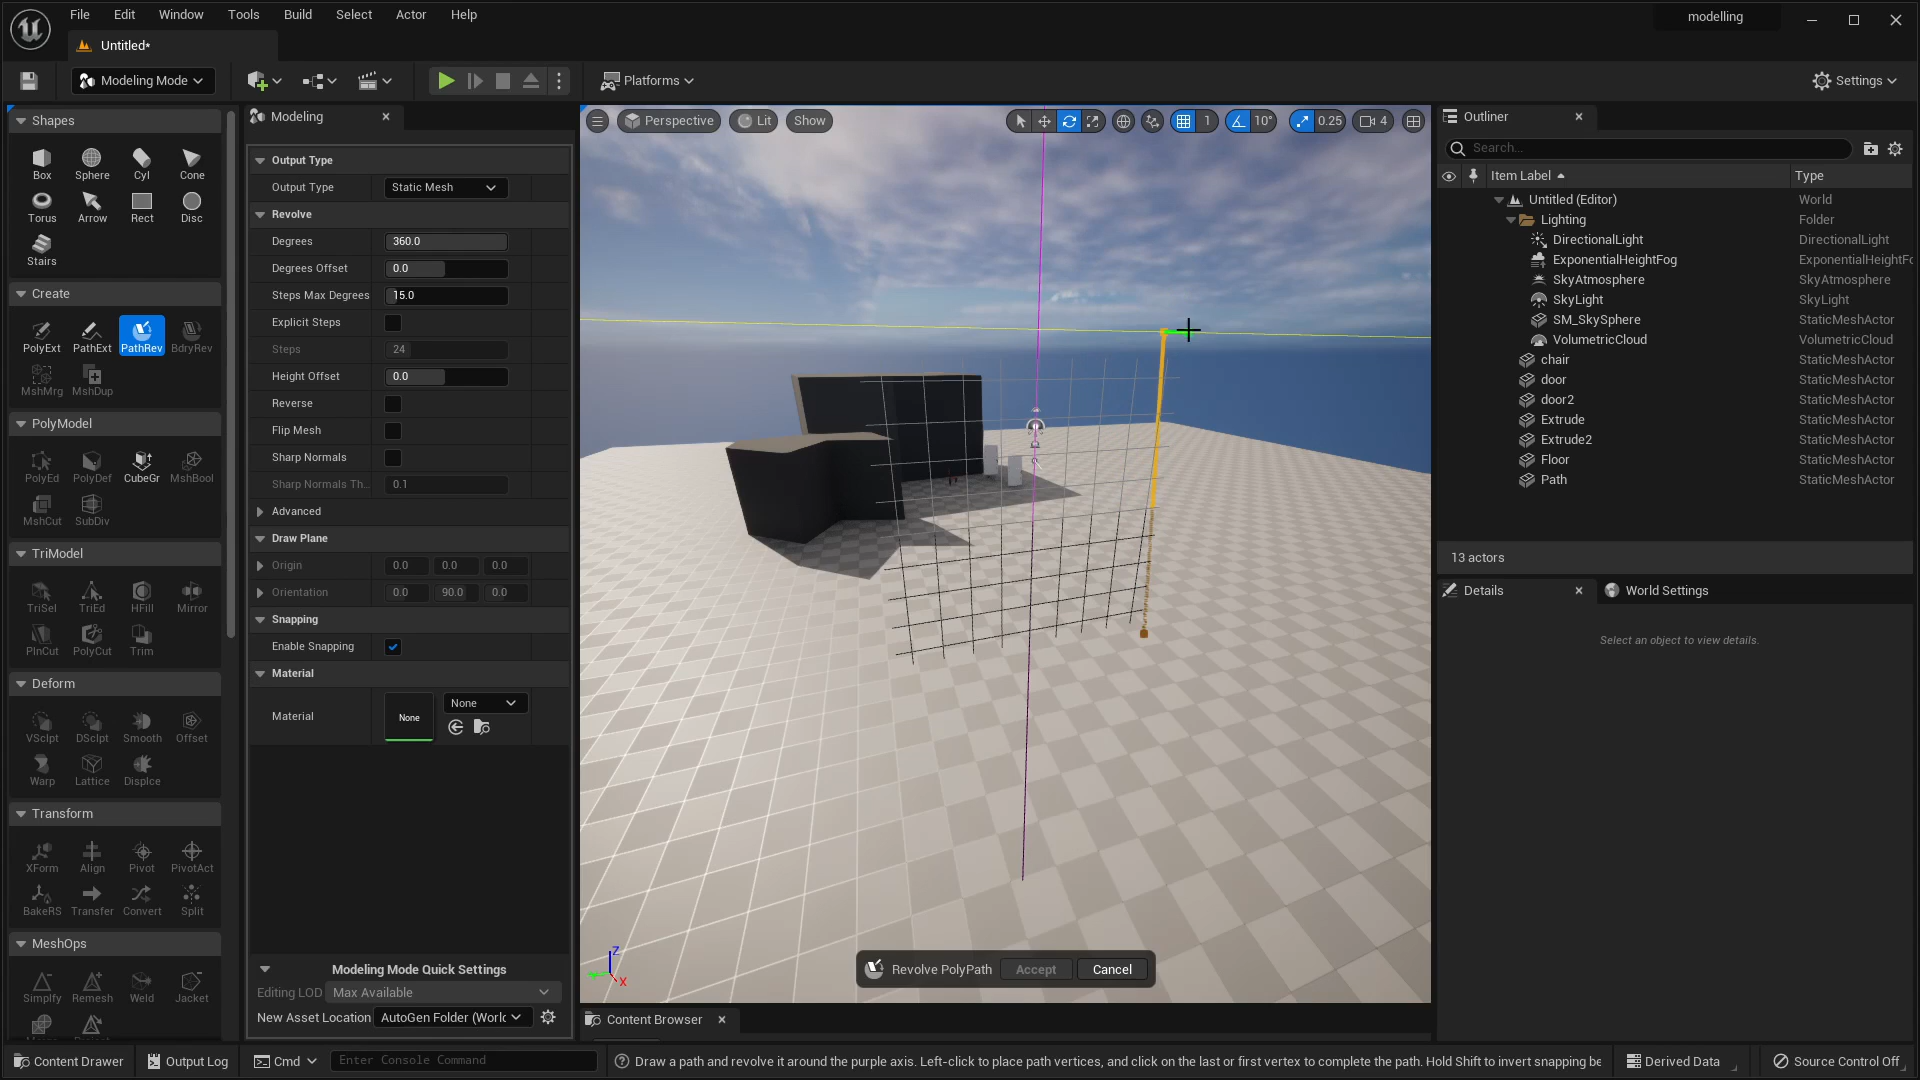 File Edit Window Tools Build Select Actor Help
modelling
Untitled*
Modeling Mode
Platforms
Settings
Shapes
Box Sphere Cyl Cone
Torus Arrow Rect Disc
Stairs
Create
PolyExt PathExt PathRev BdryRev
MshMrg MshDup
PolyModel
PolyEd PolyDef CubeGr MshBool
MshCut SubDiv
TriModel
TriSel TriEd HFill Mirror
PlnCut PolyCut Trim
Deform
VSclpt DSclpt Smooth Offset
Warp Lattice Displce
Transform
XForm Align Pivot PivotAct
BakeRS Transfer Convert Split
MeshOps
Simplfy Remesh Weld Jacket
Modeling
Output Type
Output Type Static Mesh
Revolve
Degrees 360.0
Degrees Offset 0.0
Steps Max Degrees 15.0
Explicit Steps
Steps 24
Height Offset 0.0
Reverse
Flip Mesh
Sharp Normals
Sharp Normals Th... 0.1
Advanced
Draw Plane
Origin 0.0 0.0 0.0
Orientation 0.0 90.0 0.0
Snapping
Enable Snapping
Material
Material None None
Modeling Mode Quick Settings
Editing LOD Max Available
New Asset Location AutoGen Folder (Worlc
Perspective Lit Show 1 10° 0.25 4
Z
X
Revolve PolyPath Accept Cancel
Content Browser
Outliner
Search...
Item Label Type
Untitled (Editor) World
Lighting Folder
DirectionalLight DirectionalLight
ExponentialHeightFog ExponentialHeightFo
SkyAtmosphere SkyAtmosphere
SkyLight SkyLight
SM_SkySphere StaticMeshActor
VolumetricCloud VolumetricCloud
chair StaticMeshActor
door StaticMeshActor
door2 StaticMeshActor
Extrude StaticMeshActor
Extrude2 StaticMeshActor
Floor StaticMeshActor
Path StaticMeshActor
13 actors
Details World Settings
Select an object to view details.
Content Drawer Output Log Cmd Enter Console Command
Draw a path and revolve it around the purple axis. Left-click to place path vertices, and click on the last or first vertex to complete the path. Hold Shift to invert snapping be
Derived Data Source Control Off